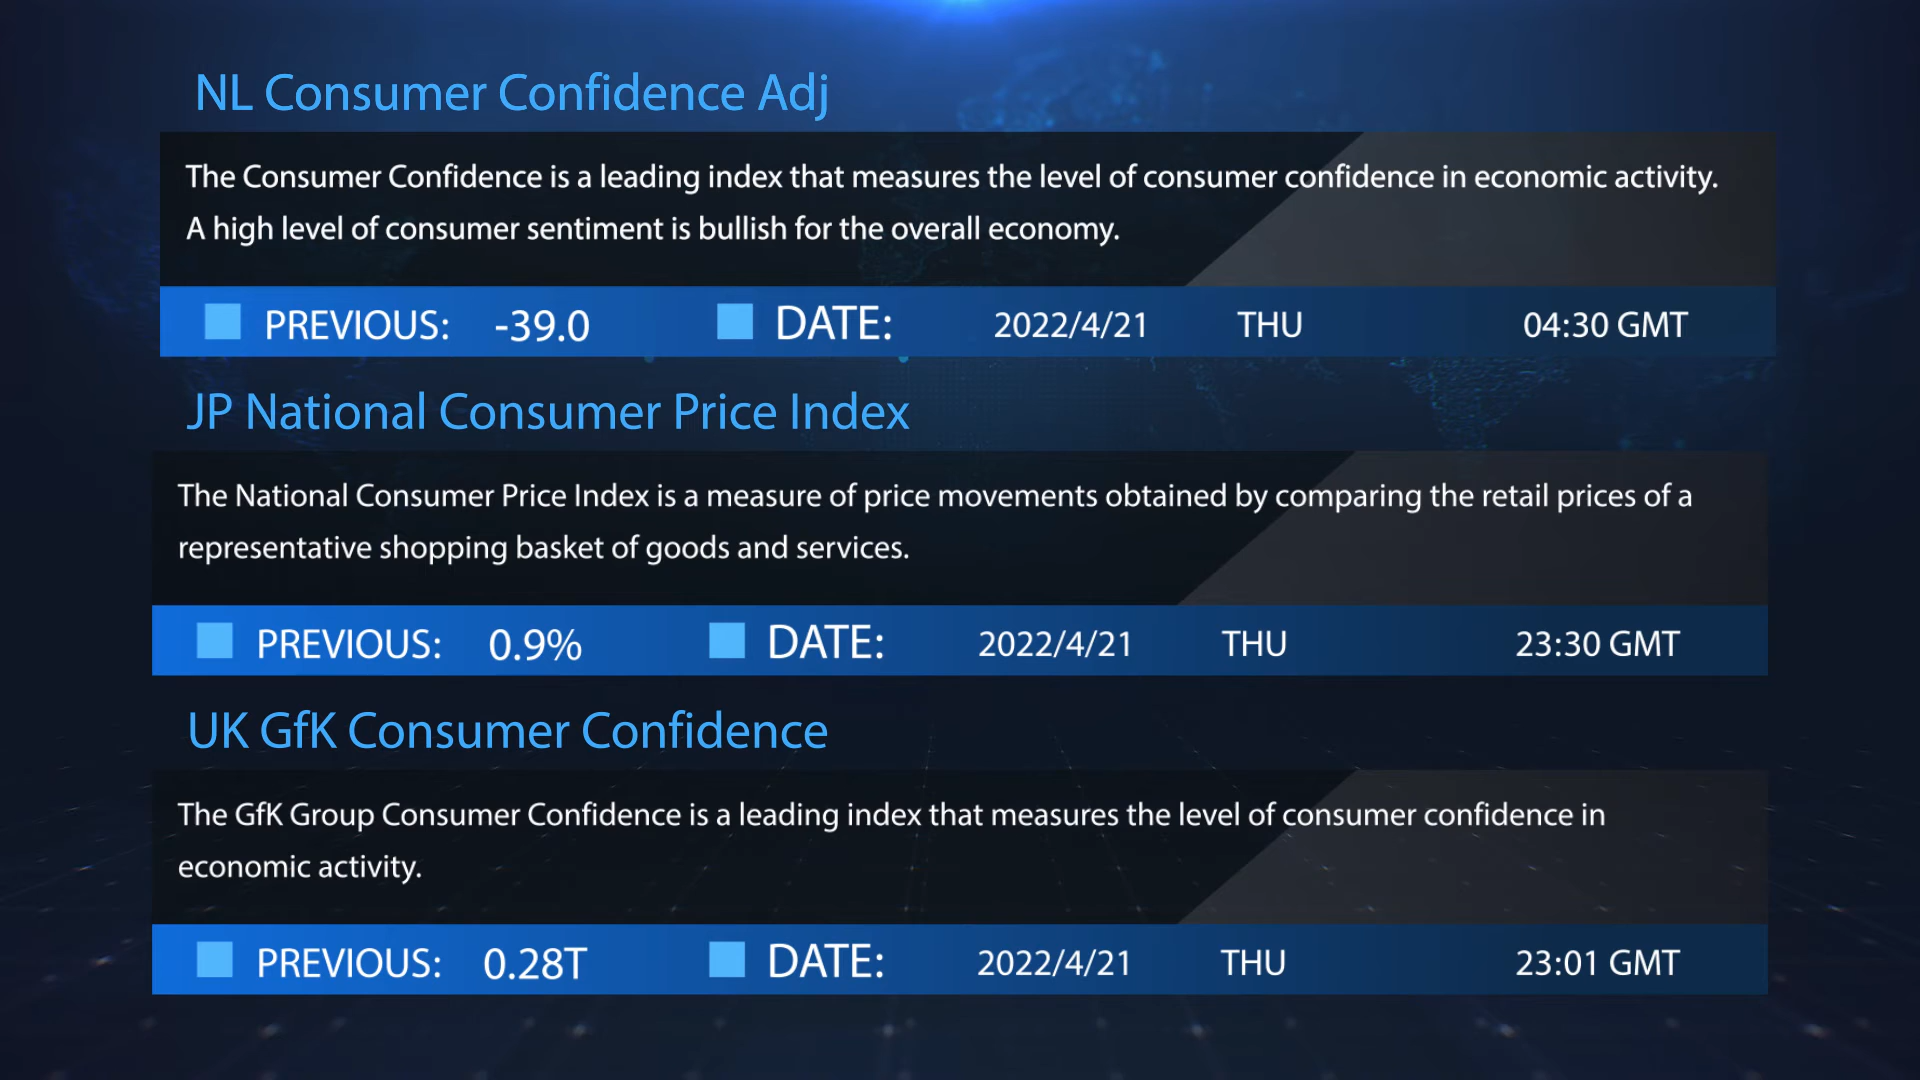 NL Consumer Confidence Adj
The Consumer Confidence is a leading index that measures the level of consumer confidence in economic activity.
A high level of consumer sentiment is bullish for the overall economy.
PREVIOUS: -39.0 DATE: 2022/4/21 THU 04:30 GMT
JP National Consumer Price Index
The National Consumer Price Index is a measure of price movements obtained by comparing the retail prices of a
representative shopping basket of goods and services.
PREVIOUS: 0.9% DATE: 2022/4/21 THU 23:30 GMT
UK GfK Consumer Confidence
The GfK Group Consumer Confidence is a leading index that measures the level of consumer confidence in
economic activity.
PREVIOUS: 0.28T DATE: 2022/4/21 THU 23:01 GMT